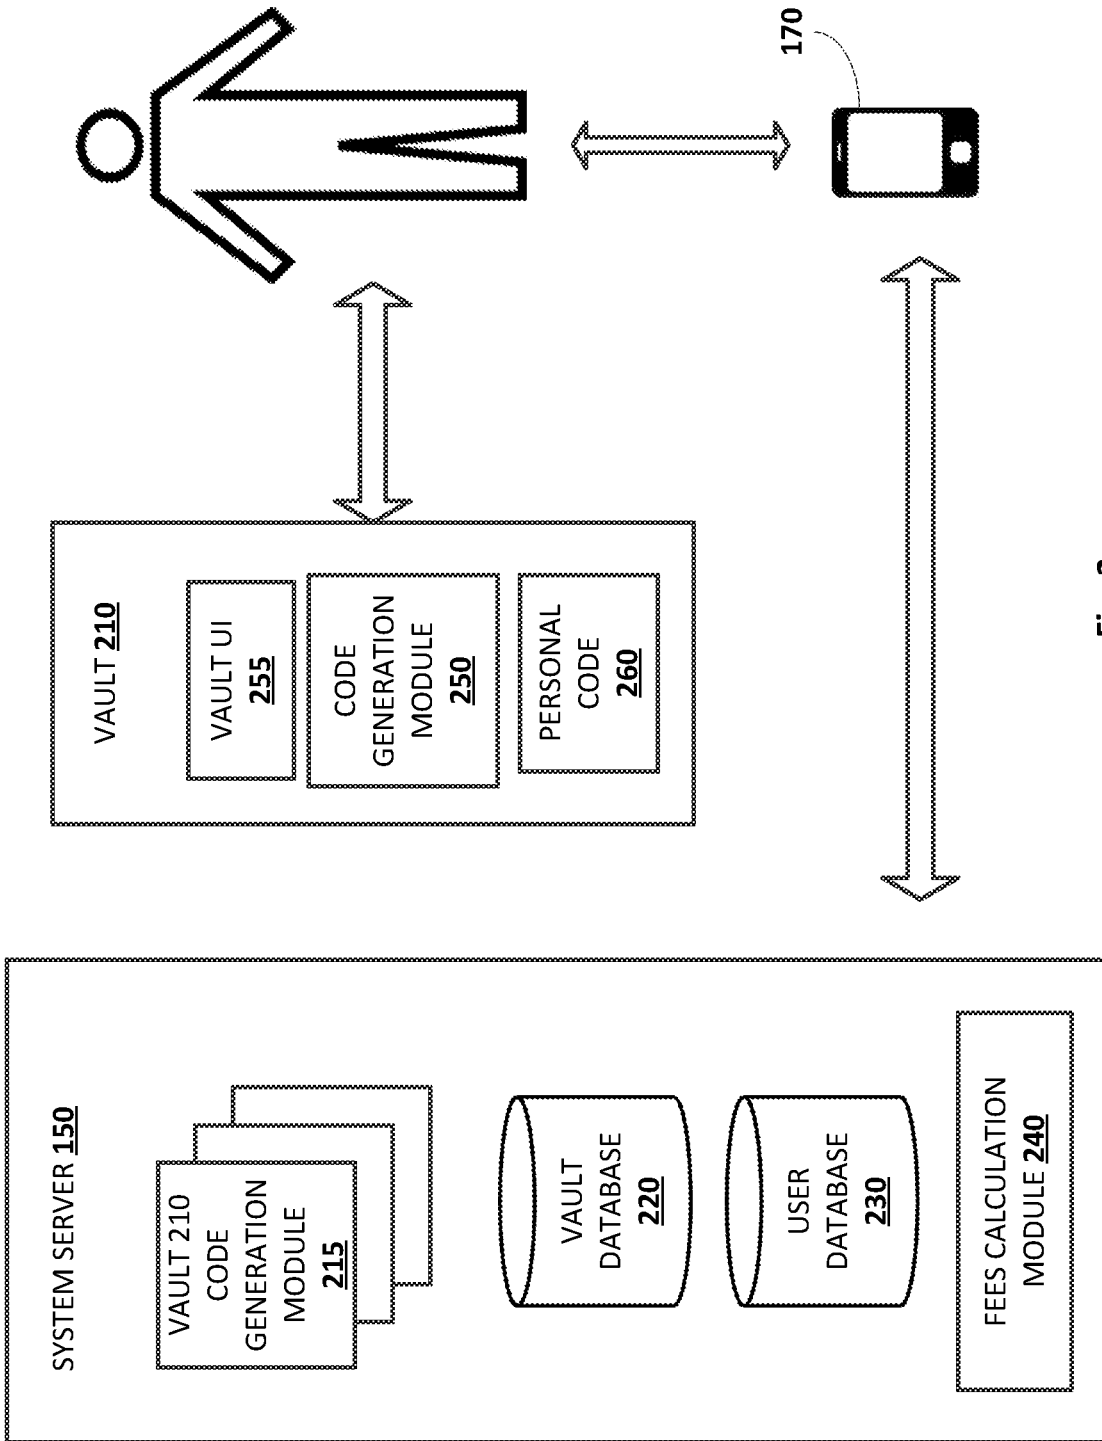 SYSTEM SERVER 150
VAULT 210
CODE
GENERATION
MODULE
215
VAULT
DATABASE
220
USER
DATABASE
230
FEES CALCULATION
MODULE 240
VAULT 210
VAULT UI
255
CODE
GENERATION
MODULE
250
PERSONAL
CODE
260
170